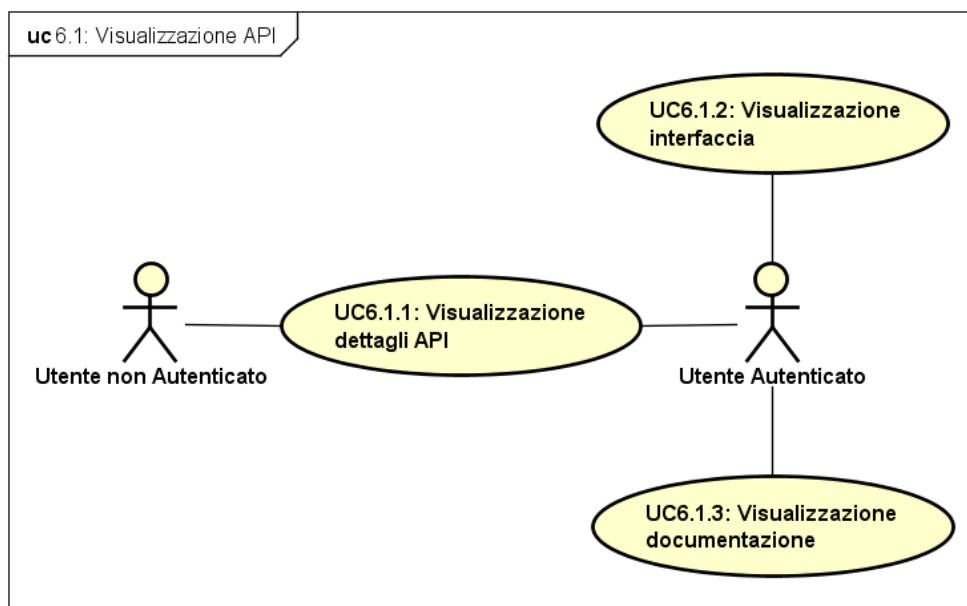 uc 6.1: Visualizzazione API
UC6.1.2: Visualizzazione
interfaccia
UC6.1.1: Visualizzazione
dettagli API
Utente non Autenticato
Utente Autenticato
UC6.1.3: Visualizzazione
documentazione